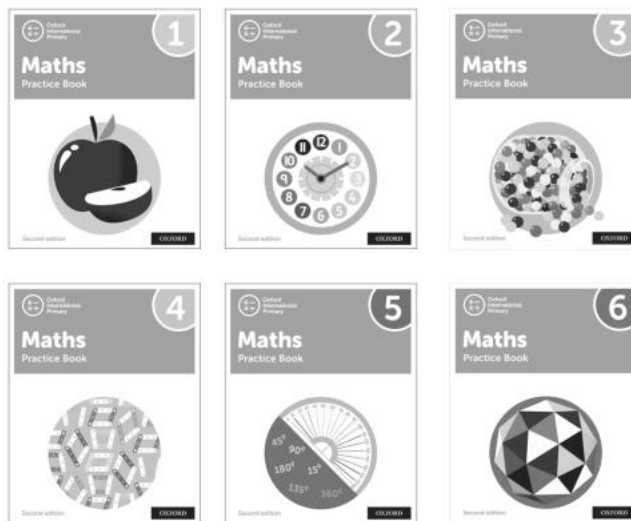 Oxford
International
Primary
1
Maths
Practice Book
Second edition
OXFORD
Oxford
International
Primary
2
Maths
Practice Book
12
1
2
3
4
5
6
7
8
9
10
11
Second edition
OXFORD
Oxford
International
Primary
3
Maths
Practice Book
Second edition
OXFORD
Oxford
International
Primary
4
Maths
Practice Book
Second edition
OXFORD
Oxford
International
Primary
5
Maths
Practice Book
45°
90°
180°
15°
115°
360°
Second edition
OXFORD
Oxford
International
Primary
6
Maths
Practice Book
Second edition
OXFORD